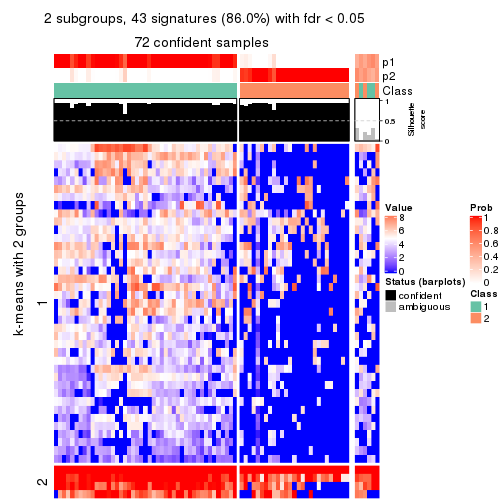 2 subgroups, 43 signatures (86.0%) with fdr < 0.05
72 confident samples
p1
p2
Class
1
0.5
0
Silhouette
score
k-means with 2 groups
1
2
Value
8
6
4
2
0
Status (barplots)
confident
ambiguous
Prob
1
0.8
0.6
0.4
0.2
0
Class
1
2